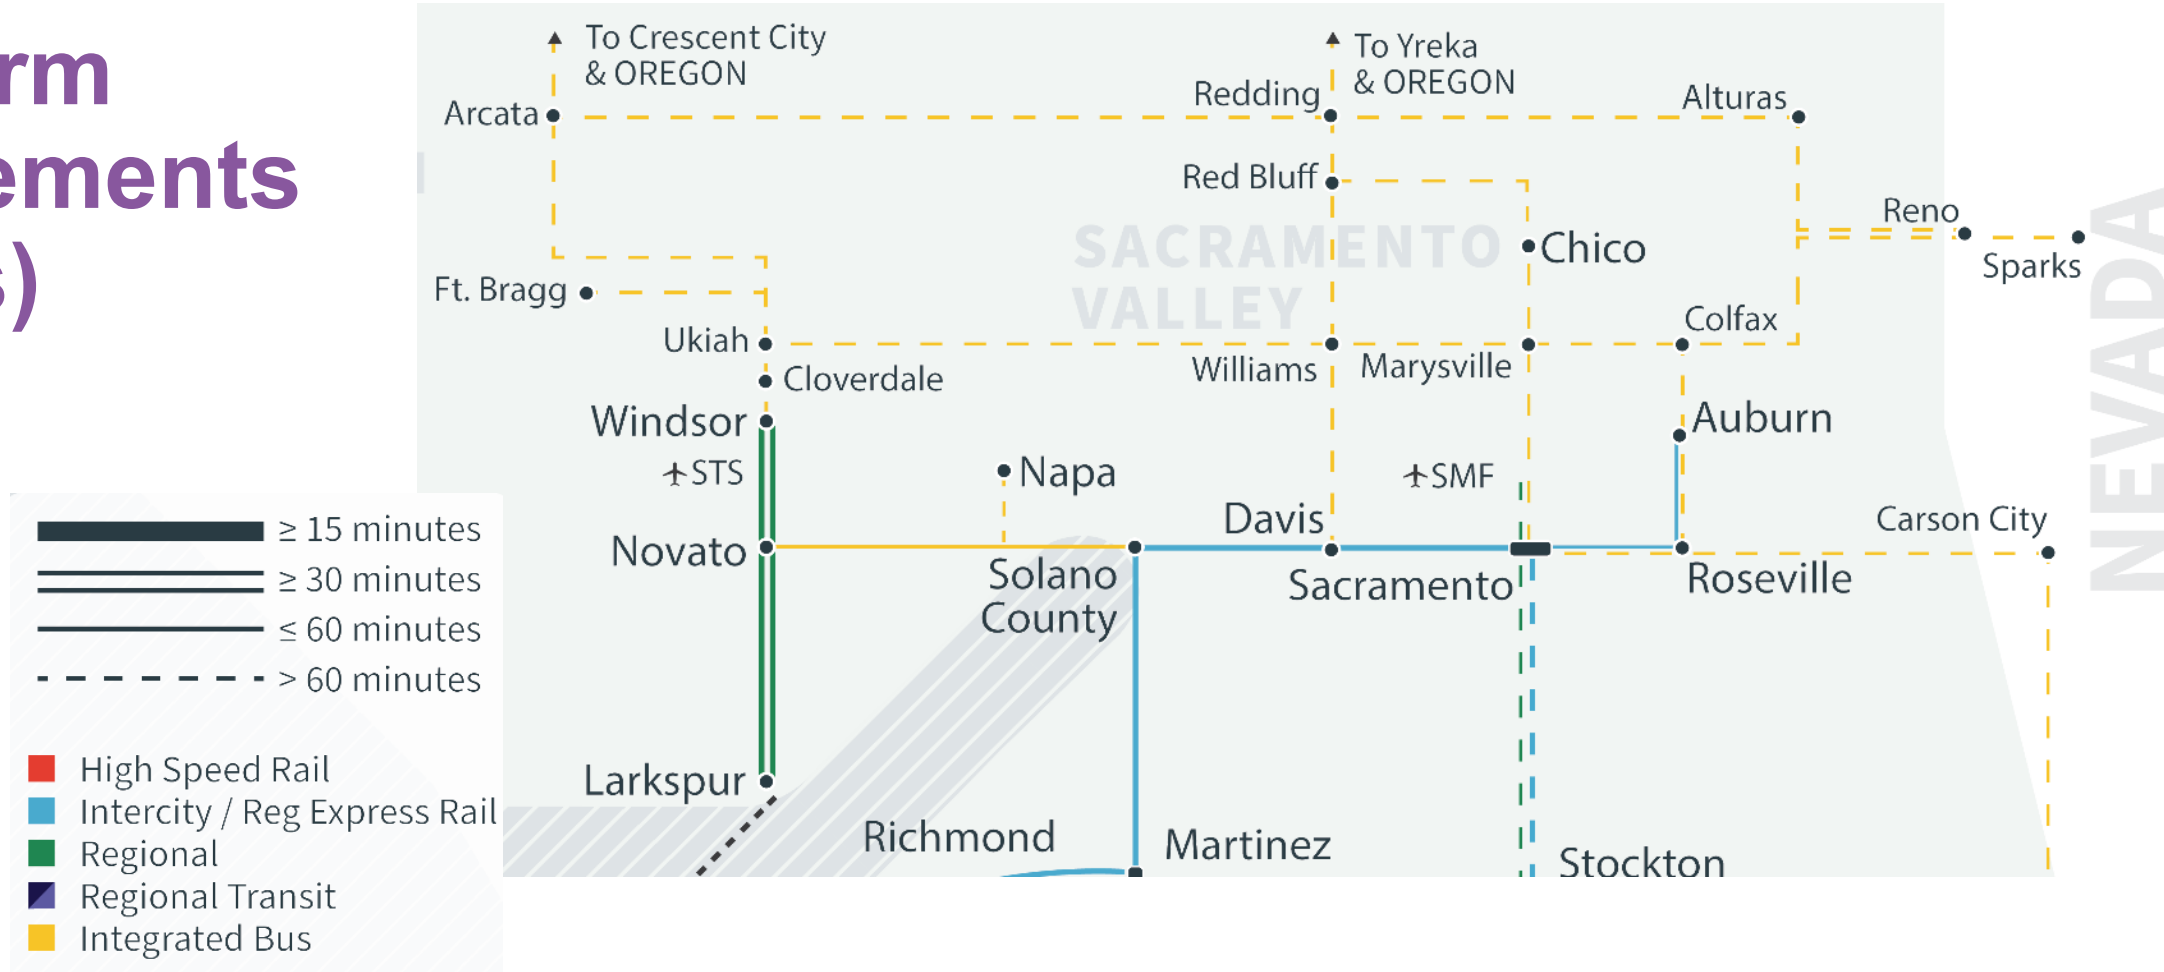 rm
ements
s)
To Crescent City
& OREGON
To Yreka
& OREGON
Arcata
Redding
Alturas
Red Bluff
Reno
Sparks
SACRAMENTO
VALLEY
Chico
NEVADA
Ft. Bragg
Ukiah
Cloverdale
Williams
Marysville
Colfax
Windsor
Auburn
STS
Napa
SMF
Davis
Carson City
Novato
Solano
County
Sacramento
Roseville
Larkspur
Richmond
Martinez
Stockton
≥ 15 minutes
≥ 30 minutes
≤ 60 minutes
> 60 minutes
High Speed Rail
Intercity / Reg Express Rail
Regional
Regional Transit
Integrated Bus